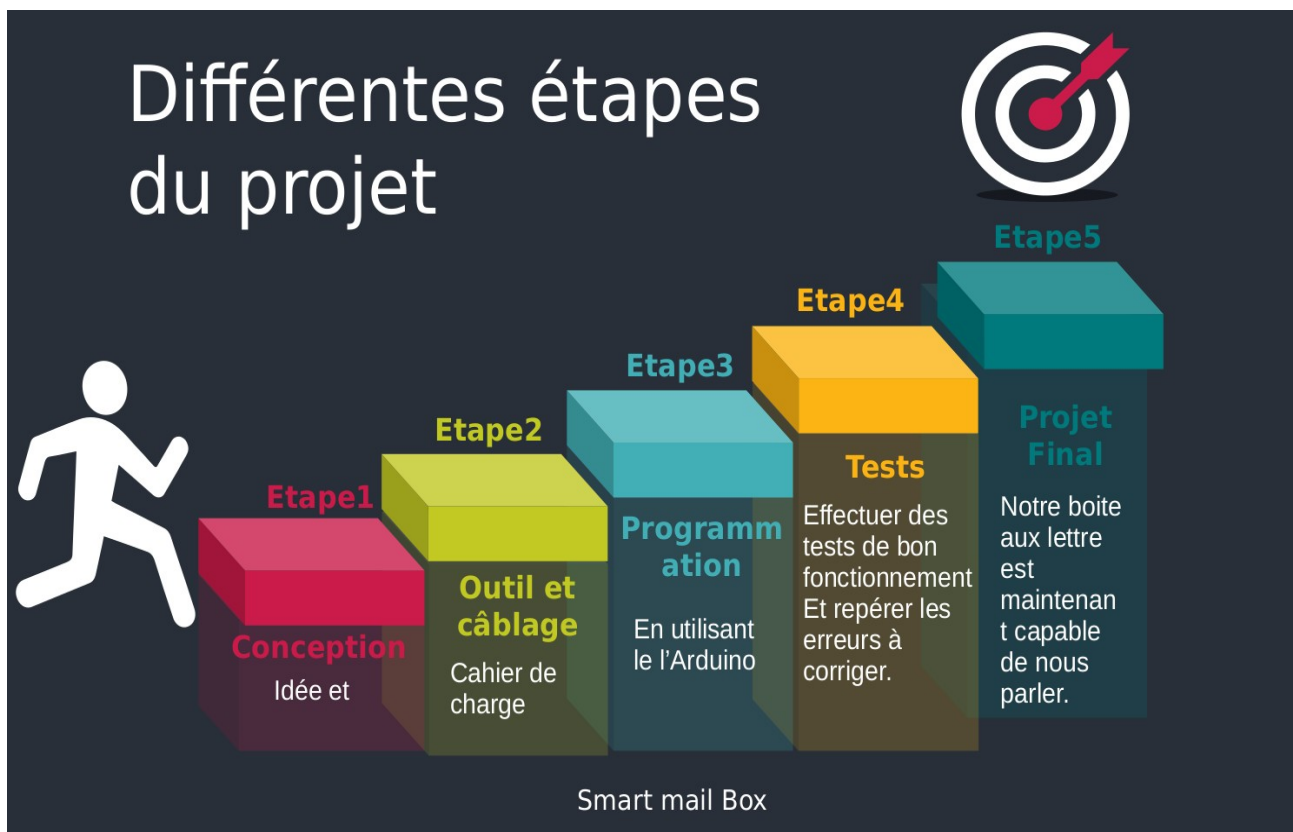 Différentes étapes
du projet
Etape1
Conception
Idée et
Etape2
Outil et
câblage
Cahier de
charge
Etape3
Programm
ation
En utilisant
le l’Arduino
Etape4
Tests
Effectuer des
tests de bon
fonctionnement
Et repérer les
erreurs à
corriger.
Etape5
Projet
Final
Notre boite
aux lettre
est
maintenan
t capable
de nous
parler.
Smart mail Box